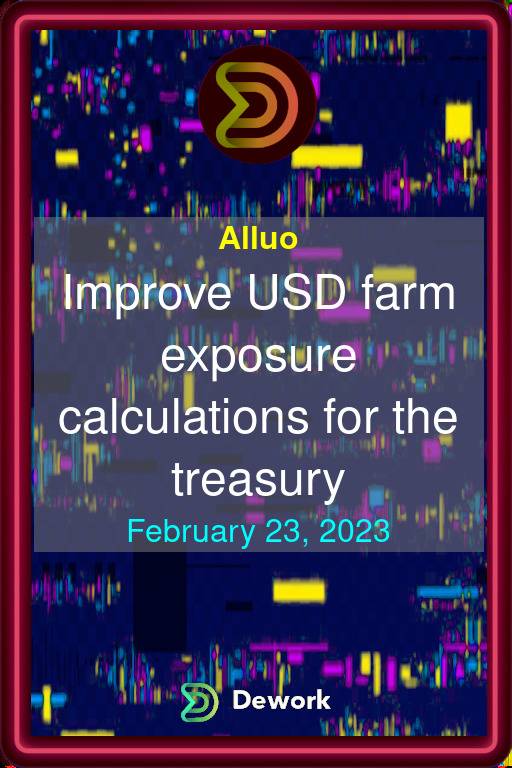 Alluo
Improve USD farm
exposure
calculations for the
treasury
February 23, 2023
Dework